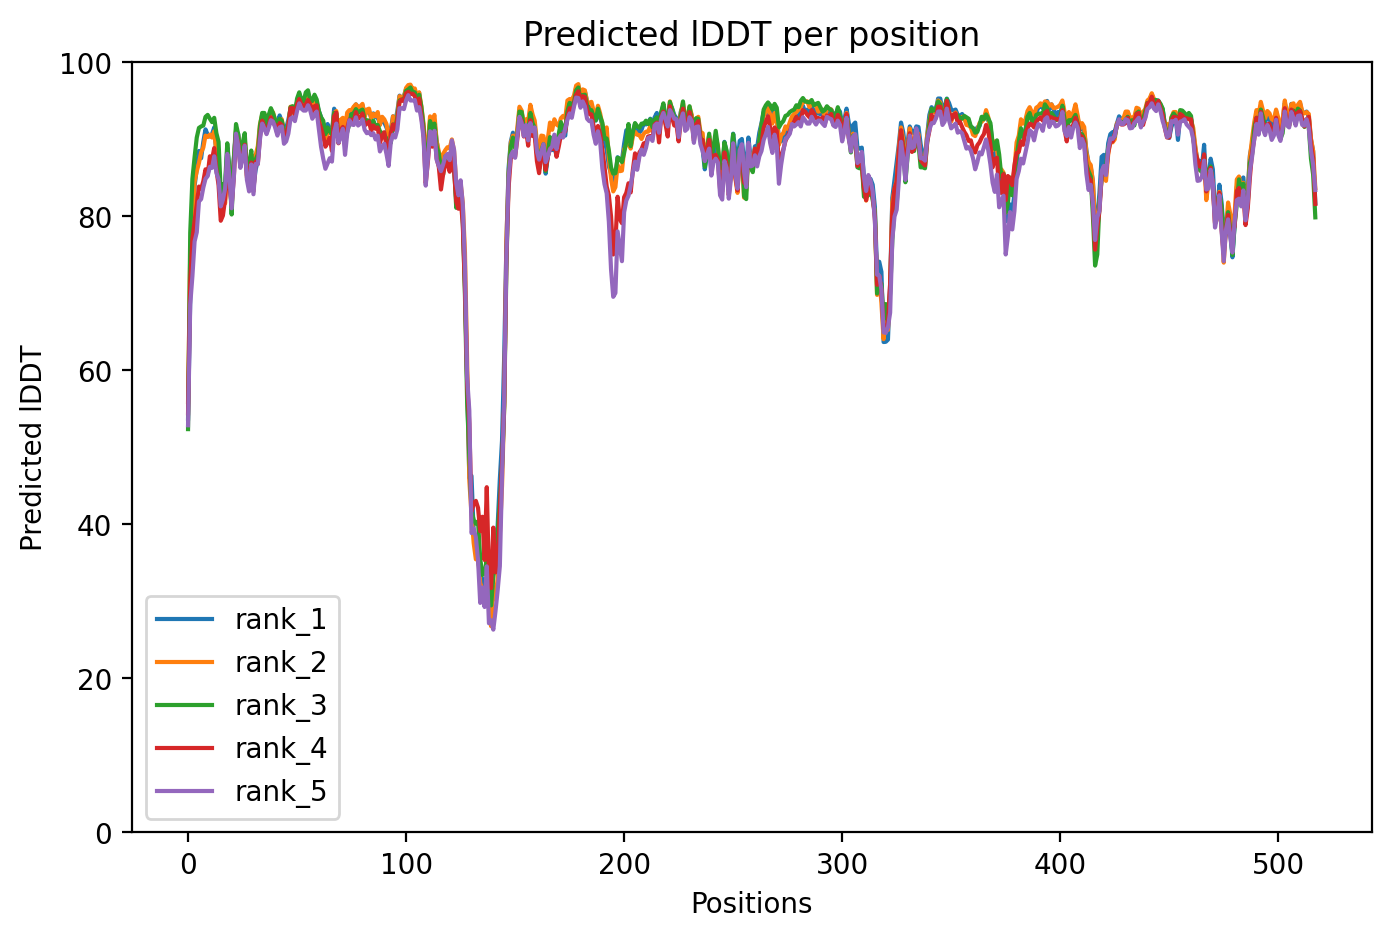 Predicted lDDT per position
100
80
60
40
20
0
Predicted lDDT
rank_1
rank_2
rank_3
rank_4
rank_5
0 100 200 300 400 500
Positions